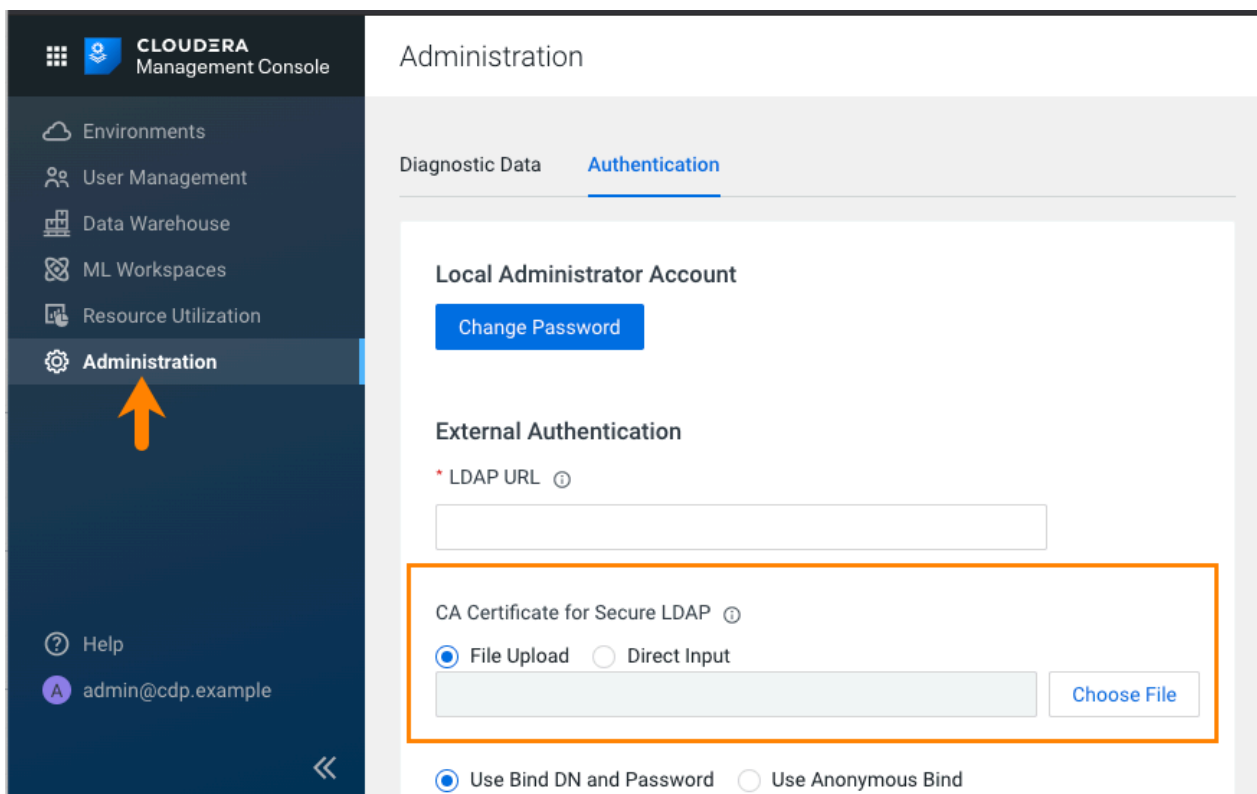 CLOUDERA
Management Console
Environments
User Management
Data Warehouse
ML Workspaces
Resource Utilization
Administration
Help
A
admin@cdp.example
Administration
Diagnostic Data
Authentication
Local Administrator Account
Change Password
External Authentication
* LDAP URL
CA Certificate for Secure LDAP
File Upload
Direct Input
Choose File
Use Bind DN and Password
Use Anonymous Bind